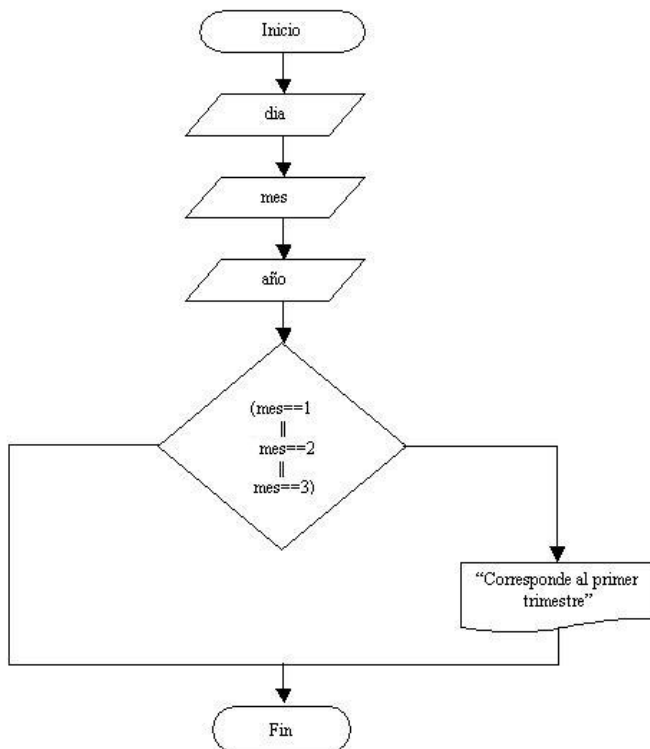 Inicio
dia
mes
año
(mes==1
||
mes==2
||
mes==3)
“Corresponde al primer
trimestre”
Fin